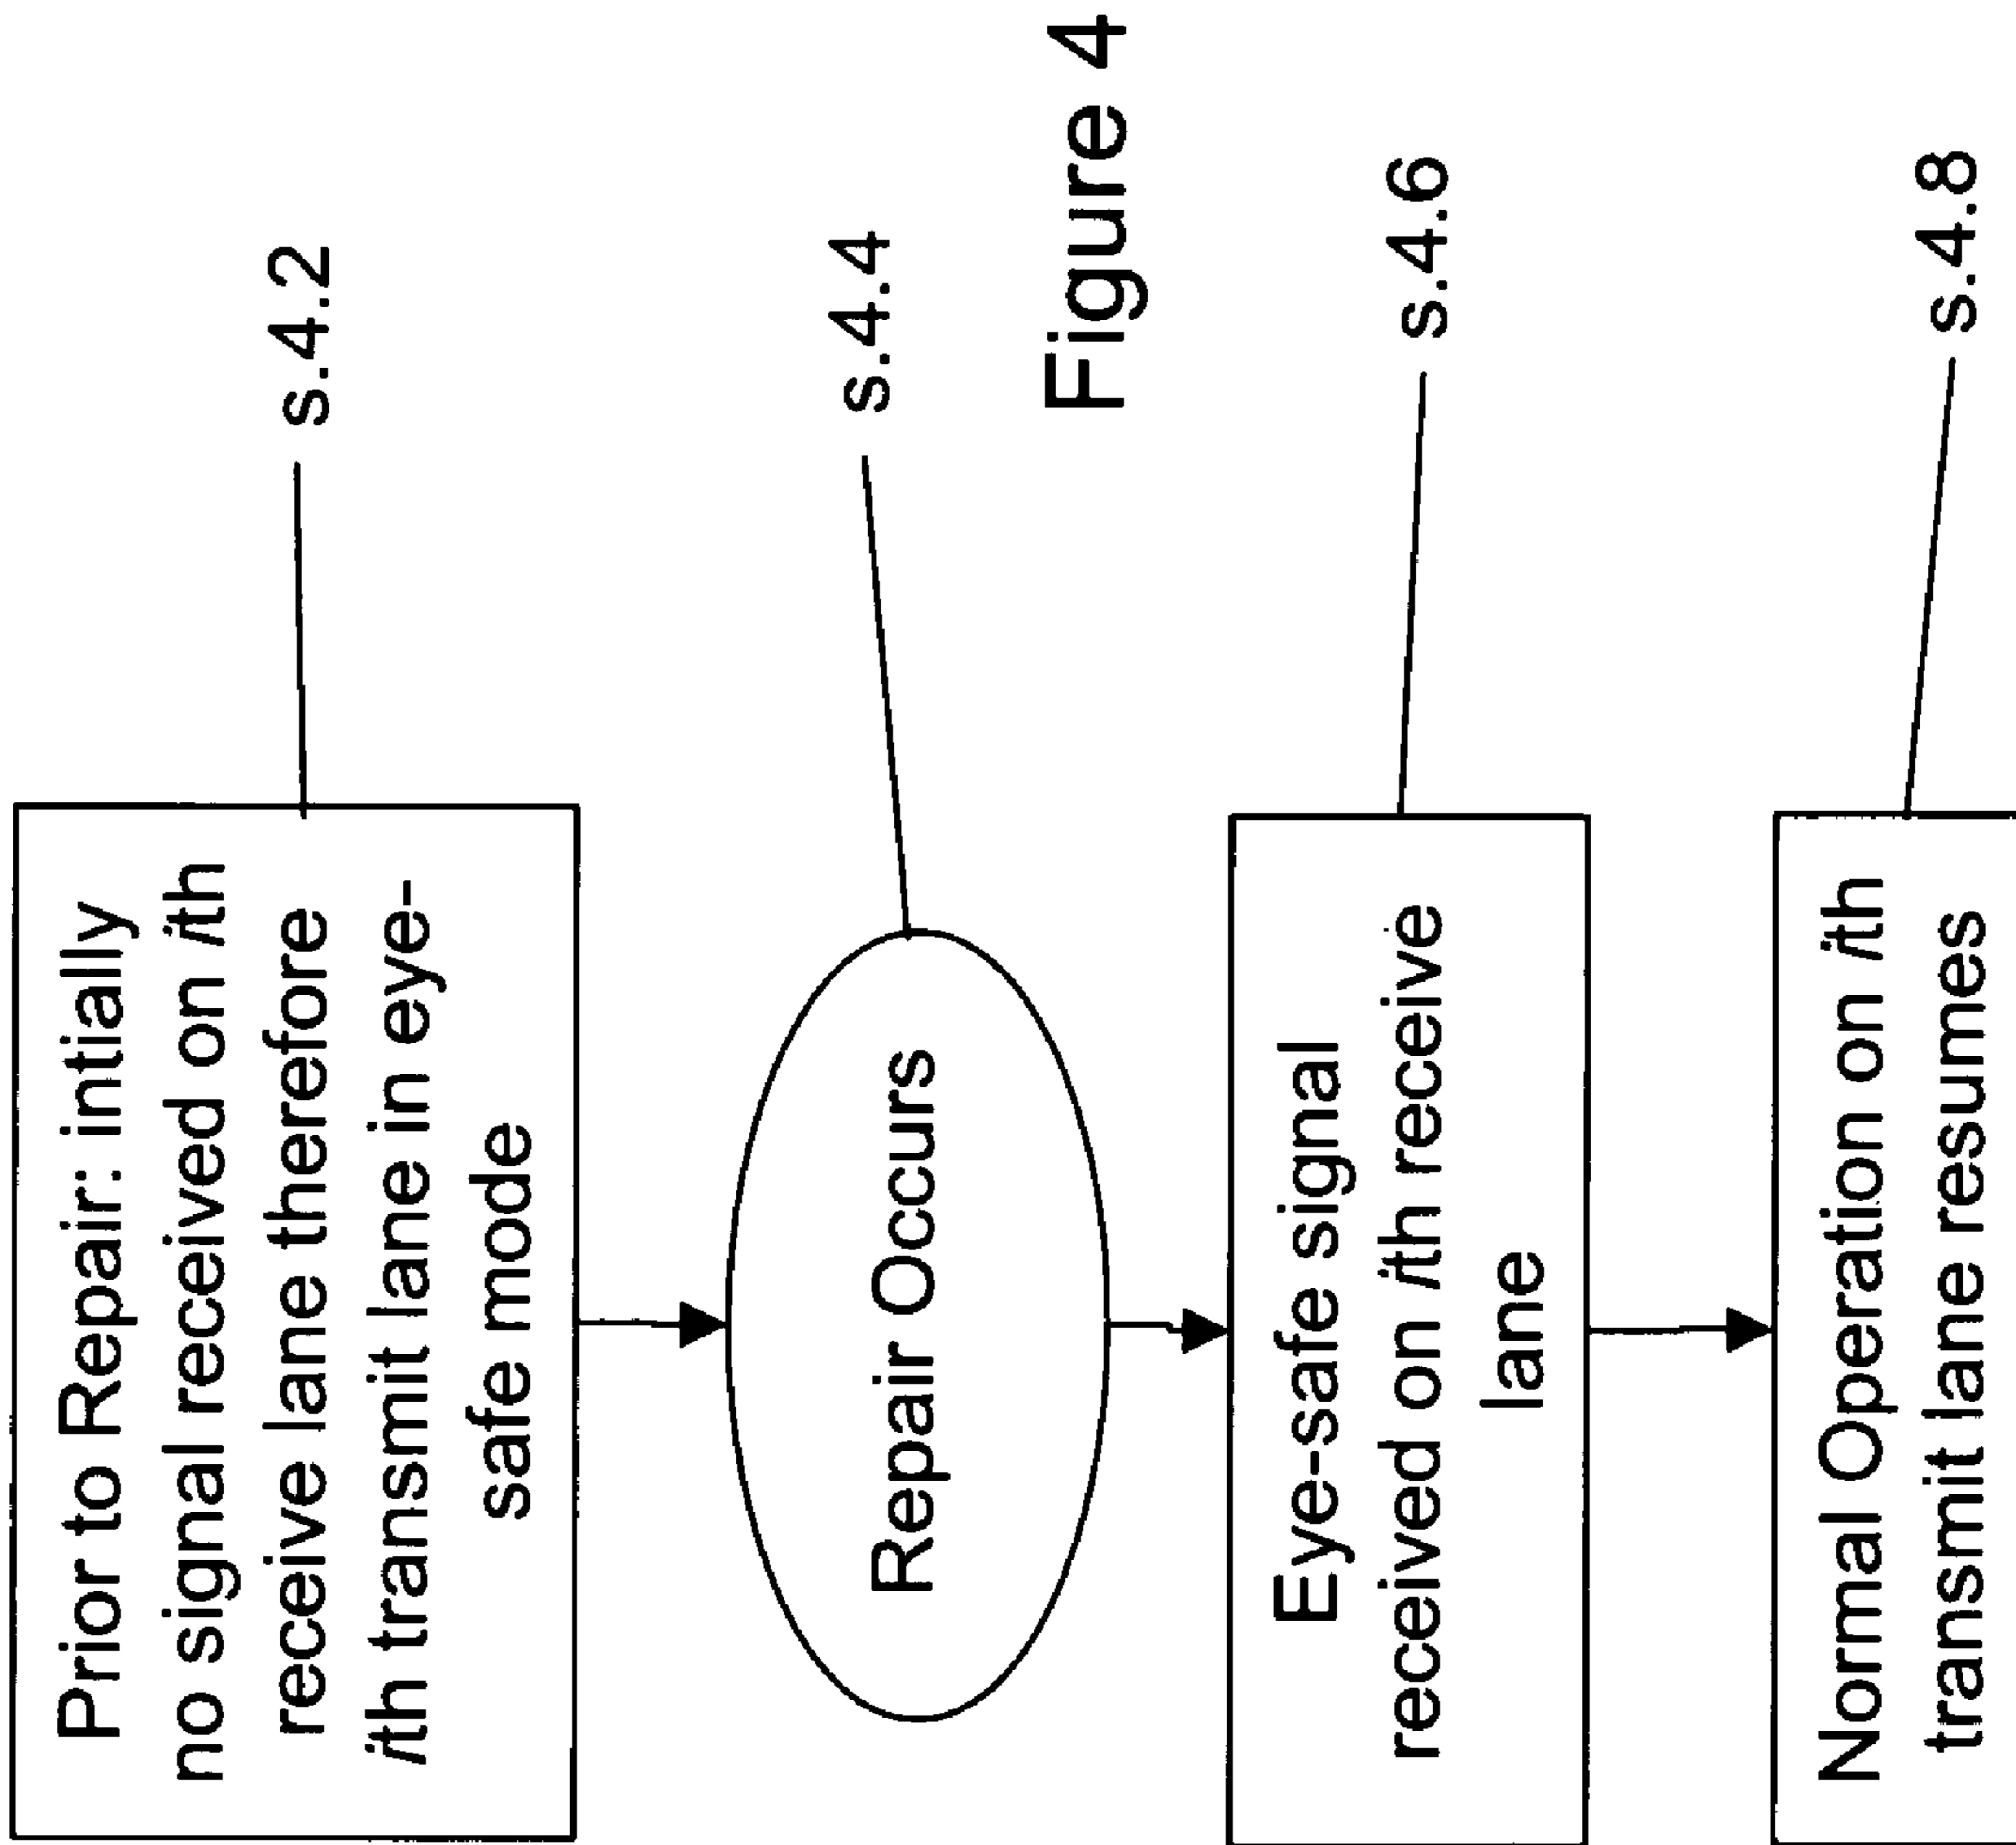 Prior to Repair: intially
no signal received on ith
receive lane therefore
ith transmit lane in eye-
safe mode
s.4.2
Repair Occurs
s.4.4
Eye-safe signal
received on ith receive
lane
s.4.6
Normal Operation on ith
transmit lane resumes
s.4.8
Figure 4